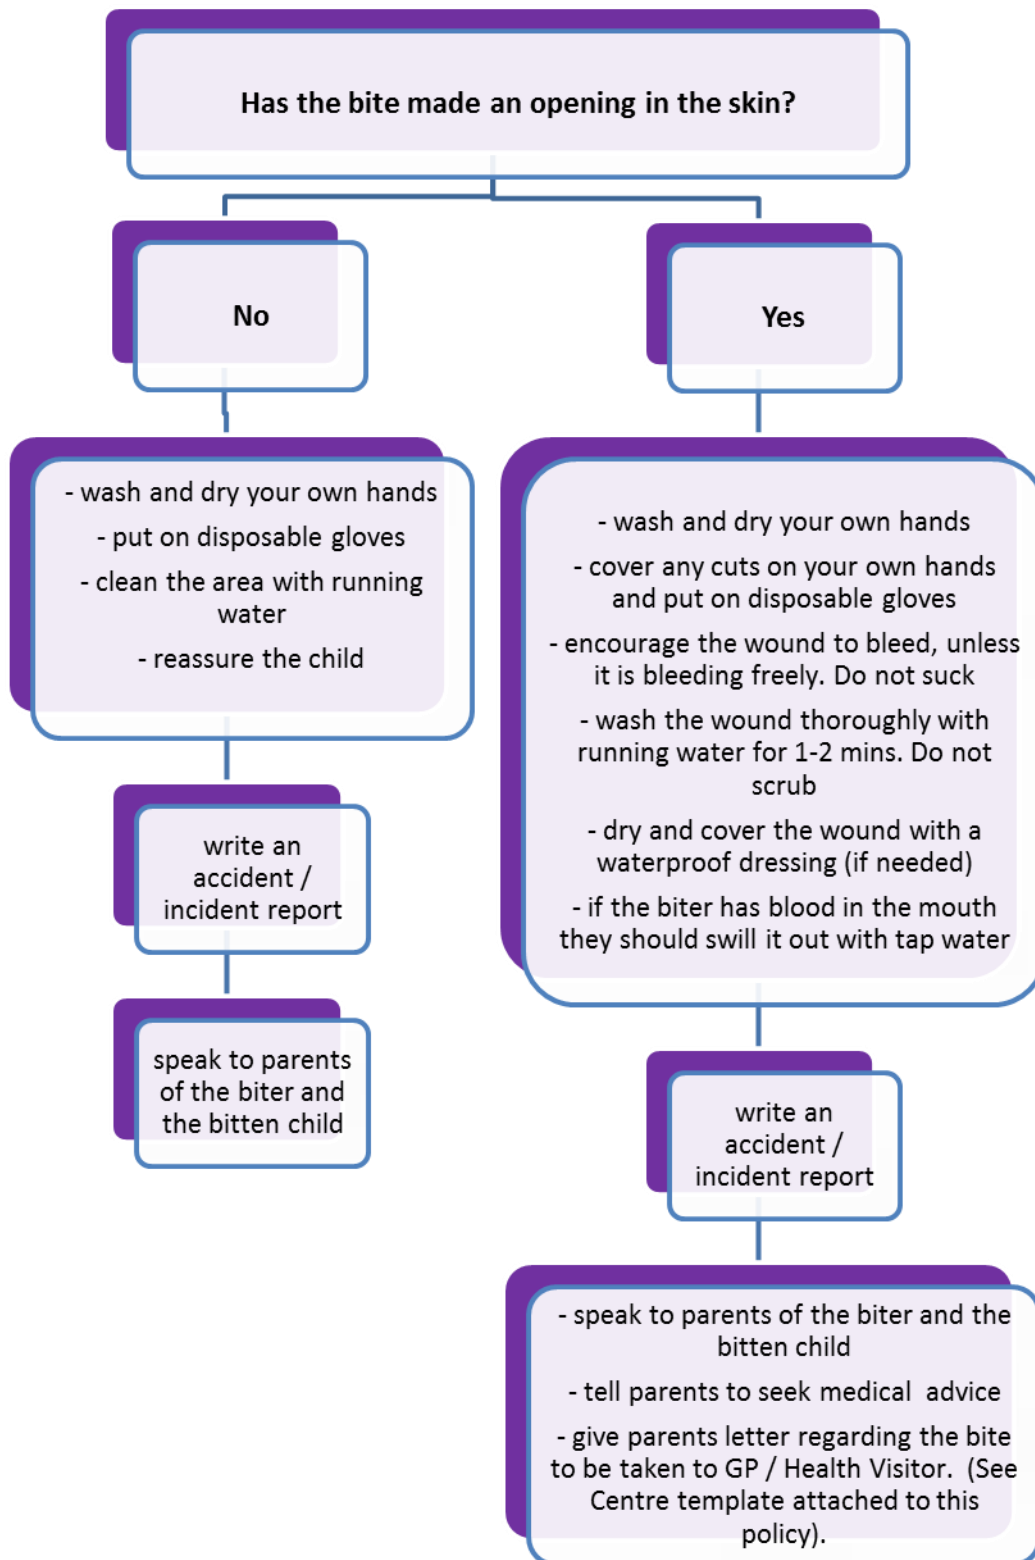 Has the bite made an opening in the skin?
No
Yes
- wash and dry your own hands
- put on disposable gloves
- clean the area with running
water
- reassure the child
write an
accident /
incident report
speak to parents
of the biter and
the bitten child
- wash and dry your own hands
- cover any cuts on your own hands
and put on disposable gloves
- encourage the wound to bleed, unless
it is bleeding freely. Do not suck
- wash the wound thoroughly with
running water for 1-2 mins. Do not
scrub
- dry and cover the wound with a
waterproof dressing (if needed)
- if the biter has blood in the mouth
they should swill it out with tap water
write an
accident /
incident report
- speak to parents of the biter and the
bitten child
- tell parents to seek medical  advice
- give parents letter regarding the bite
to be taken to GP / Health Visitor.  (See
Centre template attached to this
policy).